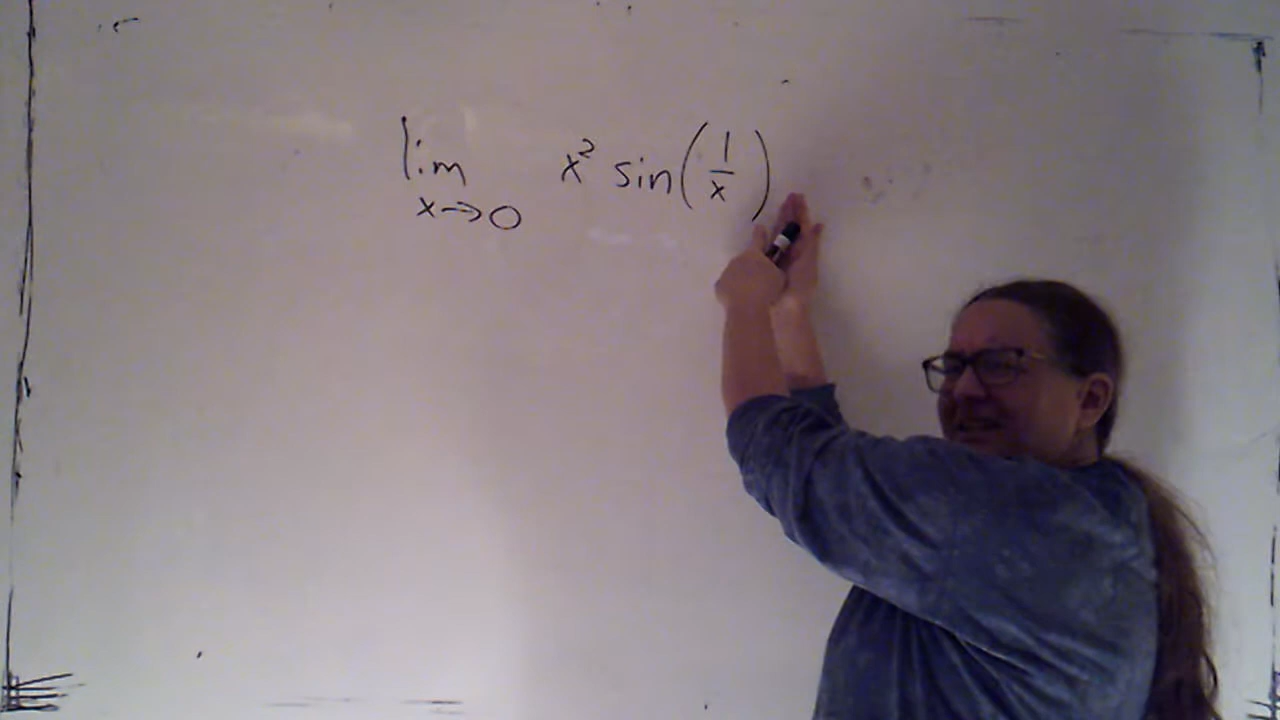 lim x² sin(1/x)
x→0